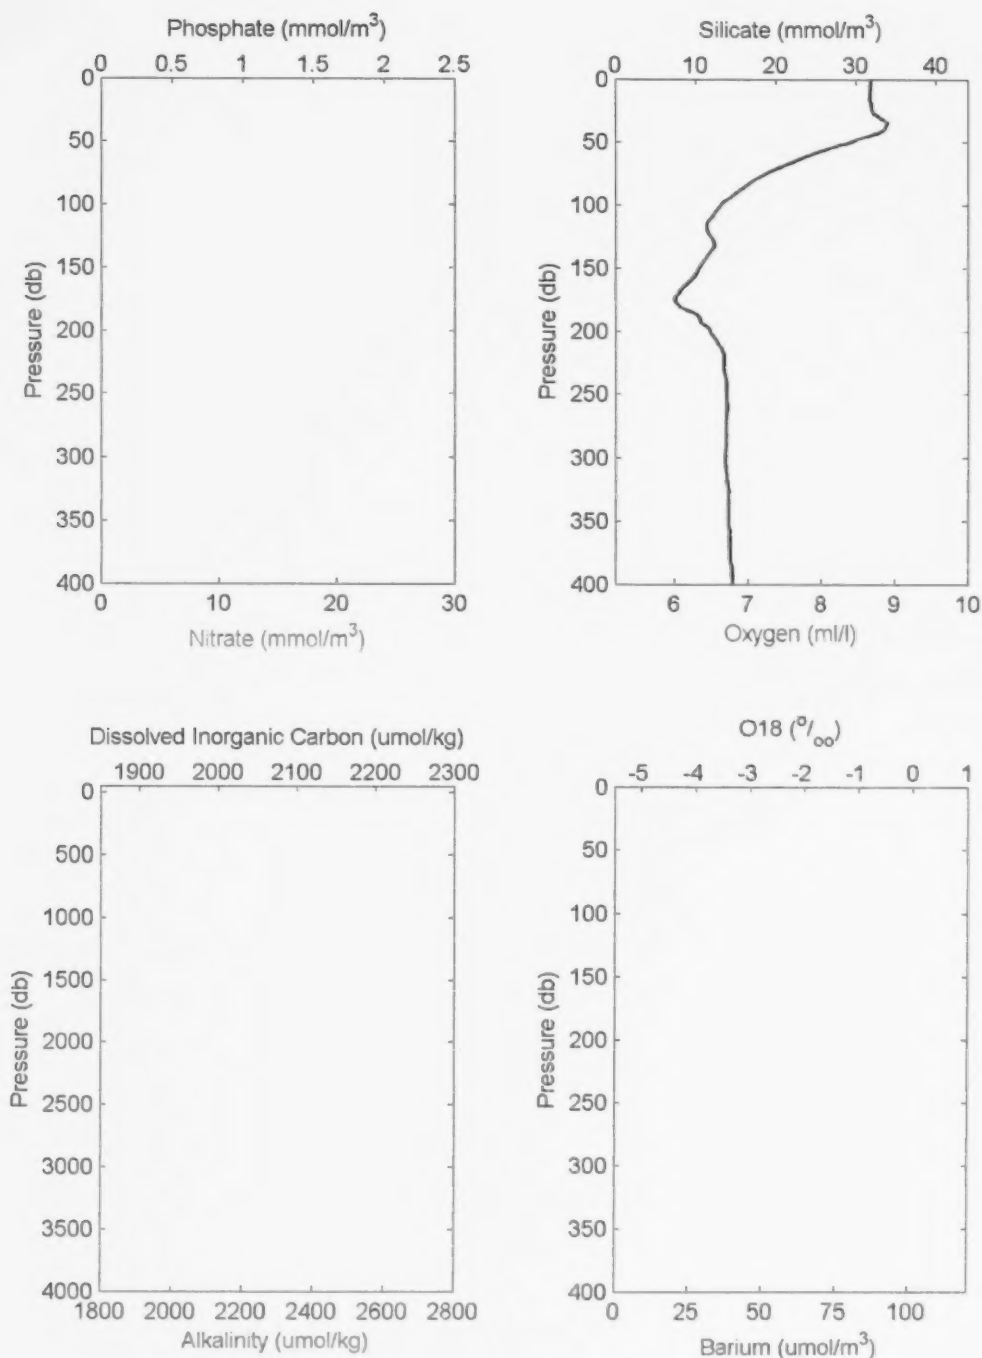 Phosphate (mmol/m³)
0 0.5 1 1.5 2 2.5
0
50
100
150
200
250
300
350
400
Pressure (db)
0 10 20 30
Nitrate (mmol/m³)
Silicate (mmol/m³)
0 10 20 30 40
0
50
100
150
200
250
300
350
400
Pressure (db)
6 7 8 9 10
Oxygen (ml/l)
Dissolved Inorganic Carbon (umol/kg)
1900 2000 2100 2200 2300
0
500
1000
1500
2000
2500
3000
3500
4000
Pressure (db)
1800 2000 2200 2400 2600 2800
Alkalinity (umol/kg)
O18 (⁰/₀₀)
-5 -4 -3 -2 -1 0 1
0
50
100
150
200
250
300
350
400
Pressure (db)
0 25 50 75 100
Barium (umol/m³)